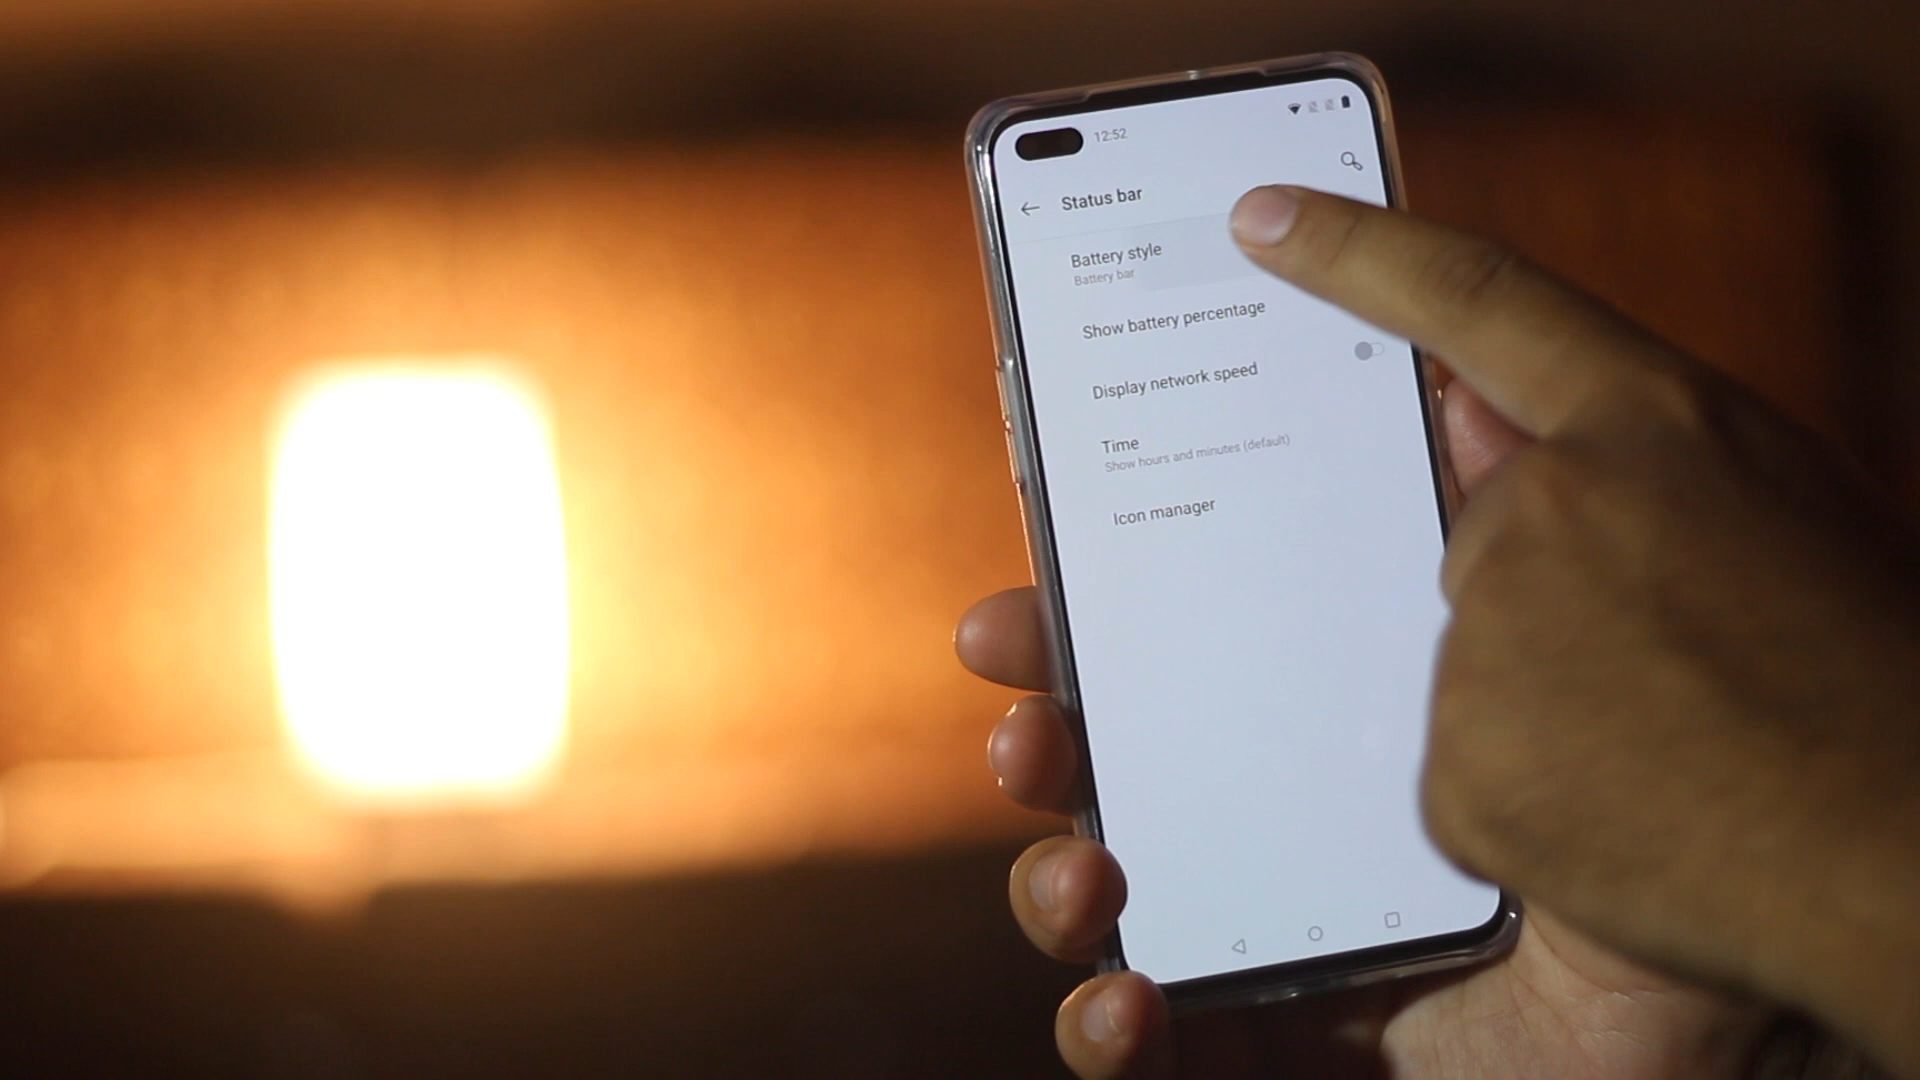 12:52
Status bar
Battery style
Battery bar
Show battery percentage
Display network speed
Time
Show hours and minutes (default)
Icon manager